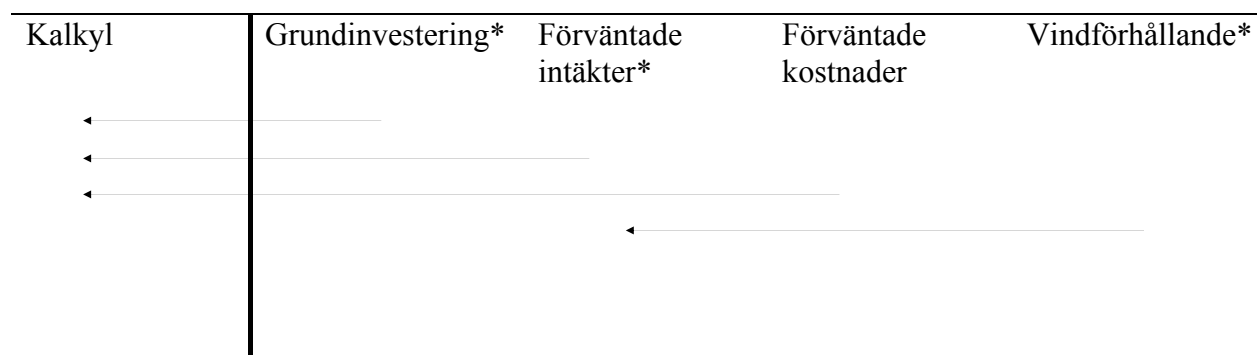 Kalkyl Grundinvestering* Förväntade Förväntade Vindförhållande*
intäkter* kostnader